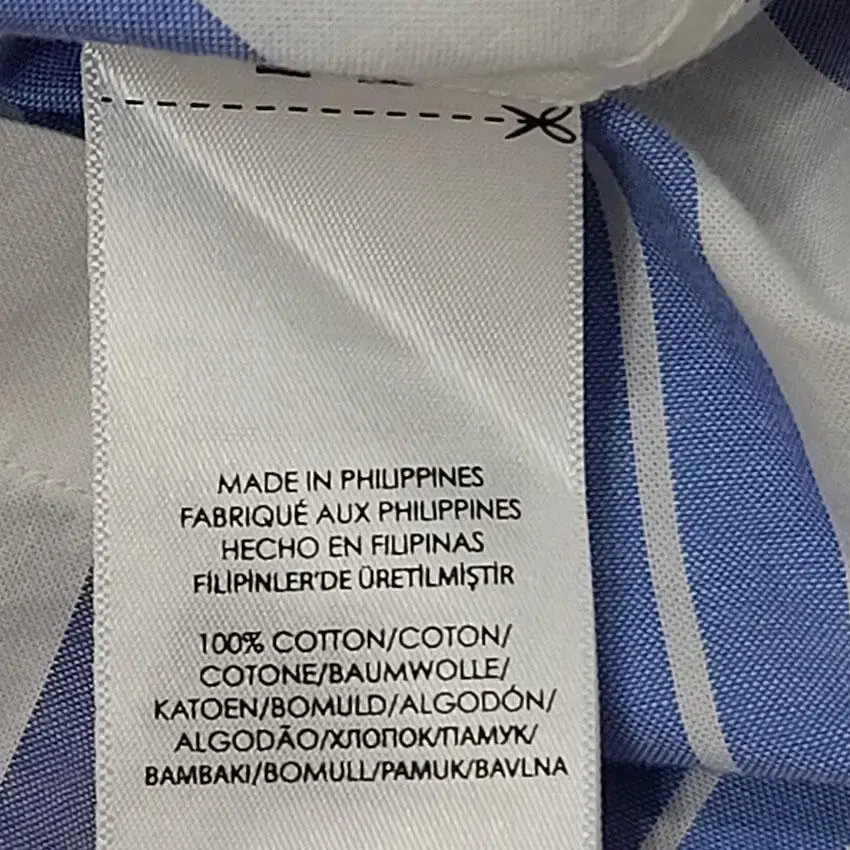 MADE IN PHILIPPINES
FABRIQUÉ AUX PHILIPPINES
HECHO EN FILIPINAS
FİLİPİNLER'DE ÜRETİLMİŞTİR
100% COTTON/COTON/
COTONE/BAUMWOLLE/
KATOEN/BOMULD/ALGODÓN/
ALGODÃO/ХЛОПОК/ПАМУК/
BAMBAKI/BOMULL/PAMUK/BAVLNA